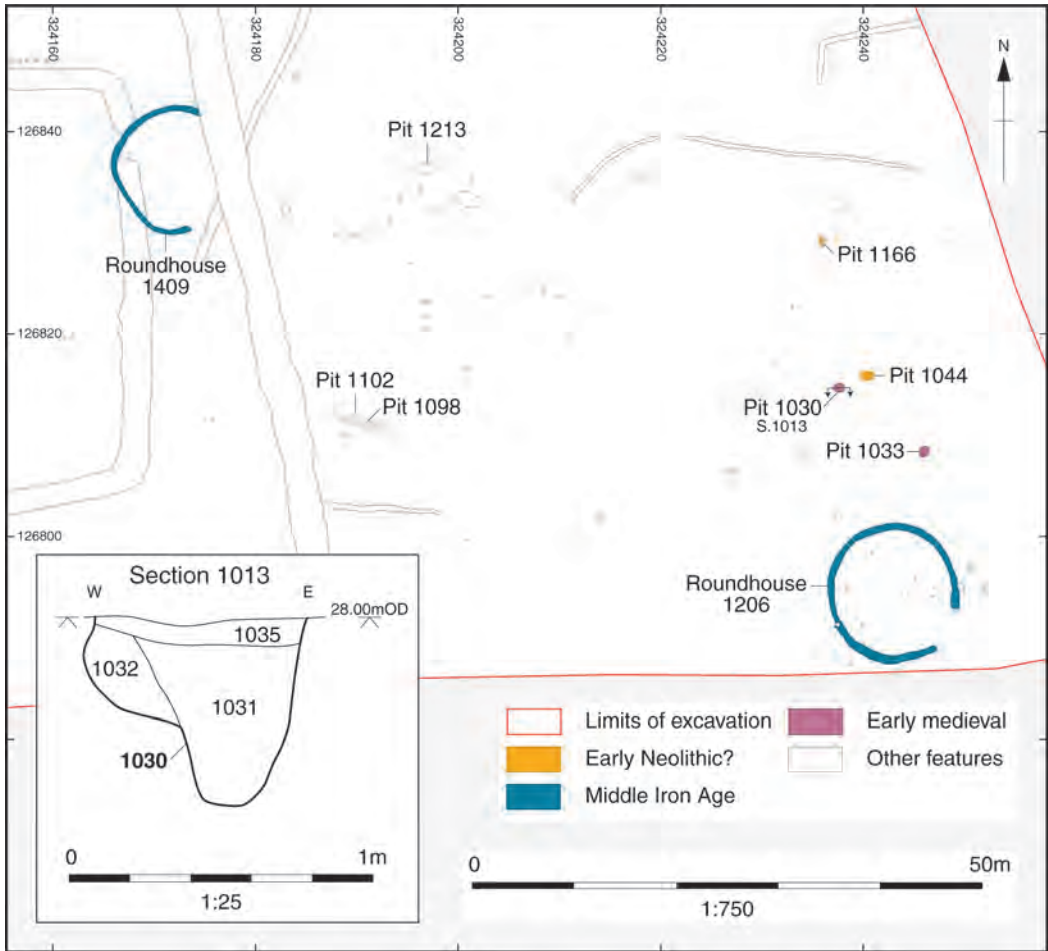 324160
324180
324200
324220
324240
N
126840
126820
126800
Pit 1213
Roundhouse
1409
Pit 1166
Pit 1102
Pit 1098
Pit 1044
Pit 1030
S.1013
Pit 1033
Roundhouse
1206
Section 1013
W
E
28.00mOD
1035
1032
1031
1030
0
1m
1:25
Limits of excavation
Early Neolithic?
Middle Iron Age
Early medieval
Other features
0
50m
1:750